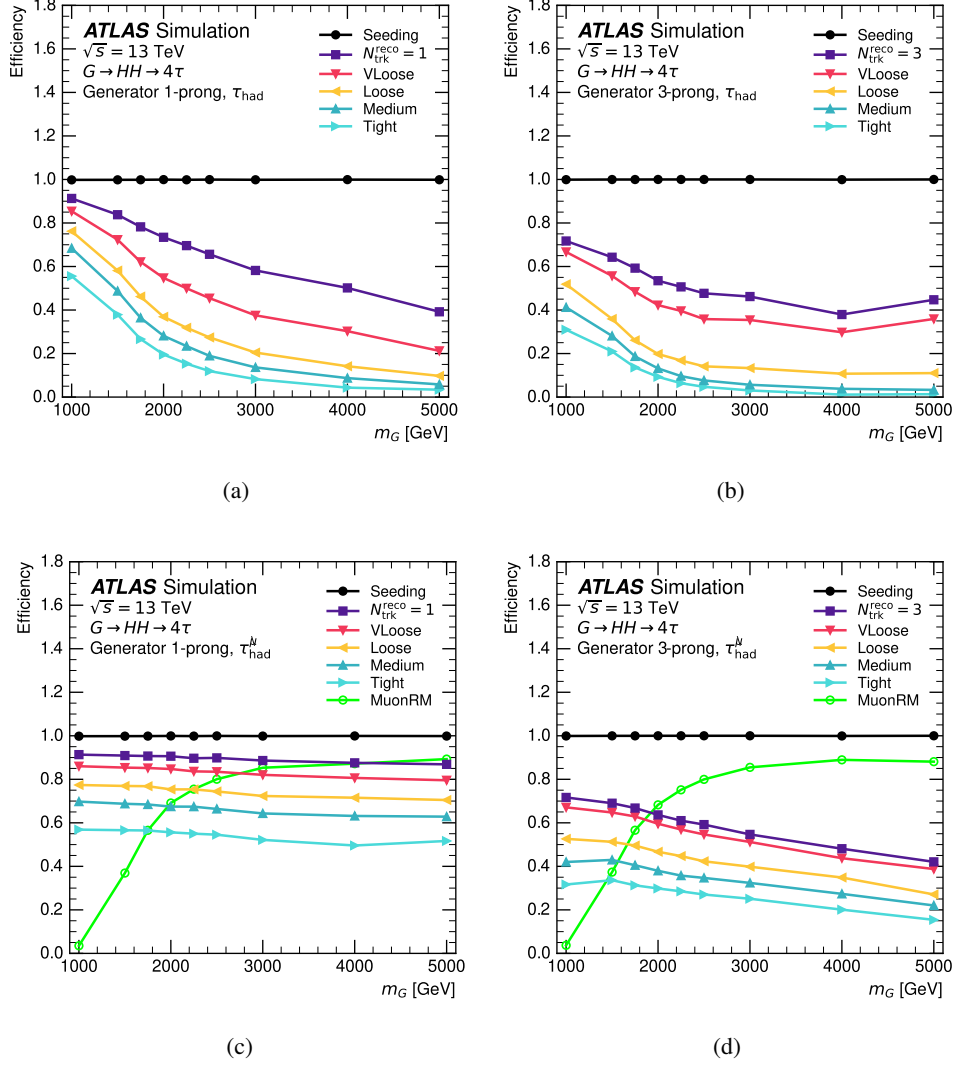 Efficiency
1.8
1.6
1.4
1.2
1.0
0.8
0.6
0.4
0.2
0.0
ATLAS Simulation
√s = 13 TeV
G → HH → 4τ
Generator 1-prong, τ_had
Seeding
N_trk^reco = 1
VLoose
Loose
Medium
Tight
1000 2000 3000 4000 5000
m_G [GeV]
(a)
Efficiency
1.8
1.6
1.4
1.2
1.0
0.8
0.6
0.4
0.2
0.0
ATLAS Simulation
√s = 13 TeV
G → HH → 4τ
Generator 3-prong, τ_had
Seeding
N_trk^reco = 3
VLoose
Loose
Medium
Tight
1000 2000 3000 4000 5000
m_G [GeV]
(b)
Efficiency
1.8
1.6
1.4
1.2
1.0
0.8
0.6
0.4
0.2
0.0
ATLAS Simulation
√s = 13 TeV
G → HH → 4τ
Generator 1-prong, τ_had
Seeding
N_trk^reco = 1
VLoose
Loose
Medium
Tight
MuonRM
1000 2000 3000 4000 5000
m_G [GeV]
(c)
Efficiency
1.8
1.6
1.4
1.2
1.0
0.8
0.6
0.4
0.2
0.0
ATLAS Simulation
√s = 13 TeV
G → HH → 4τ
Generator 3-prong, τ_had
Seeding
N_trk^reco = 3
VLoose
Loose
Medium
Tight
MuonRM
1000 2000 3000 4000 5000
m_G [GeV]
(d)